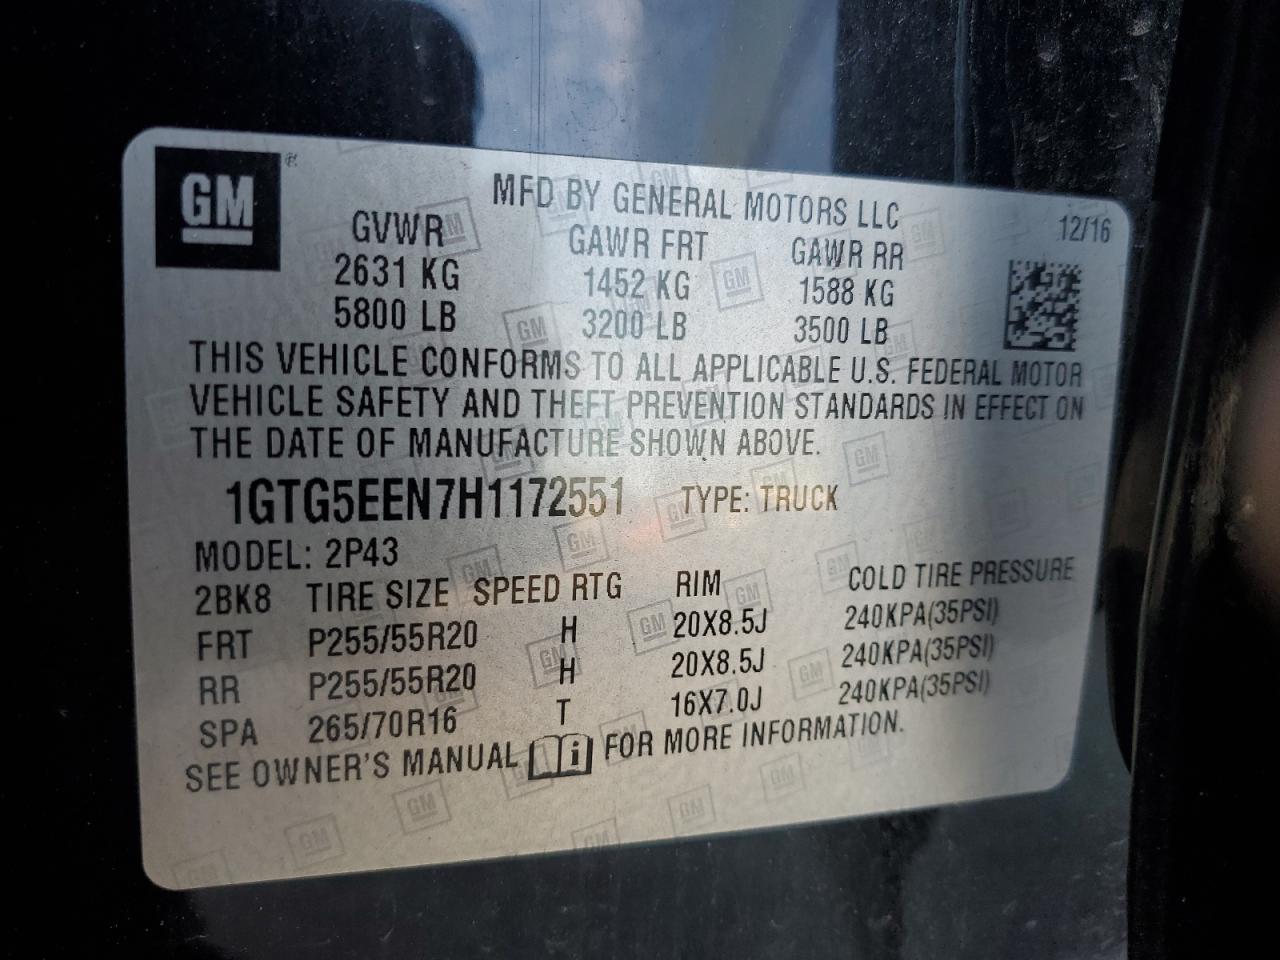 GM®
MFD BY GENERAL MOTORS LLC
12/16
GVWR GAWR FRT GAWR RR
2631 KG 1452 KG 1588 KG
5800 LB 3200 LB 3500 LB
THIS VEHICLE CONFORMS TO ALL APPLICABLE U.S. FEDERAL MOTOR
VEHICLE SAFETY AND THEFT PREVENTION STANDARDS IN EFFECT ON
THE DATE OF MANUFACTURE SHOWN ABOVE.
1GTG5EEN7H1172551 TYPE: TRUCK
MODEL: 2P43
2BK8 TIRE SIZE SPEED RTG RIM COLD TIRE PRESSURE
FRT P255/55R20 H 20X8.5J 240KPA(35PSI)
RR P255/55R20 H 20X8.5J 240KPA(35PSI)
SPA 265/70R16 T 16X7.0J 240KPA(35PSI)
SEE OWNER'S MANUAL i FOR MORE INFORMATION.